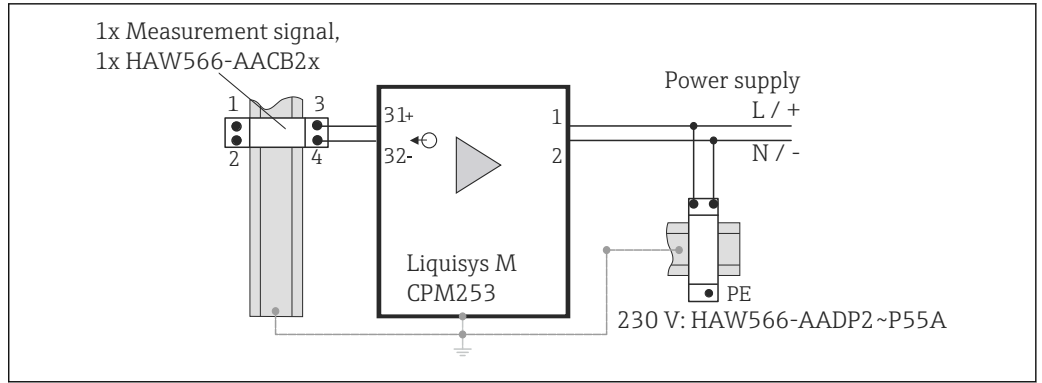 1x Measurement signal,
1x HAW566-AACB2x
1
3
2
4
31+
32-
1
2
Power supply
L / +
N / -
Liquisys M
CPM253
PE
230 V: HAW566-AADP2~P55A